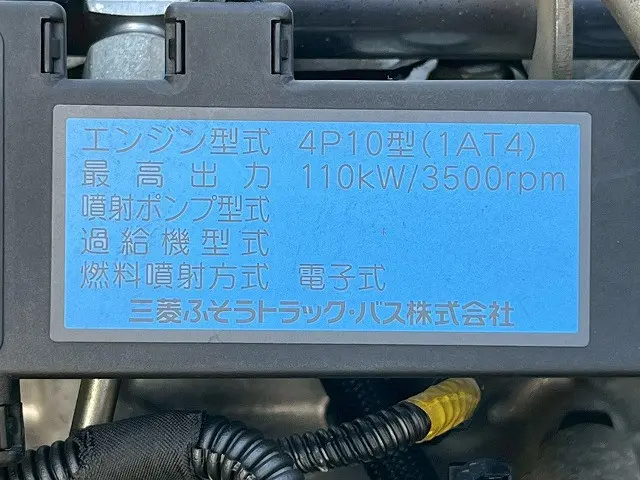 エンジン型式 4P10型(1AT4)
最高出力 110kW/3500rpm
噴射ポンプ型式
過給機型式
燃料噴射方式 電子式
三菱ふそうトラック・バス株式会社